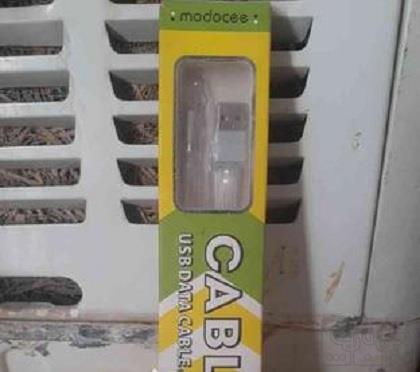 modocee
CABL
USB DATA CABLE